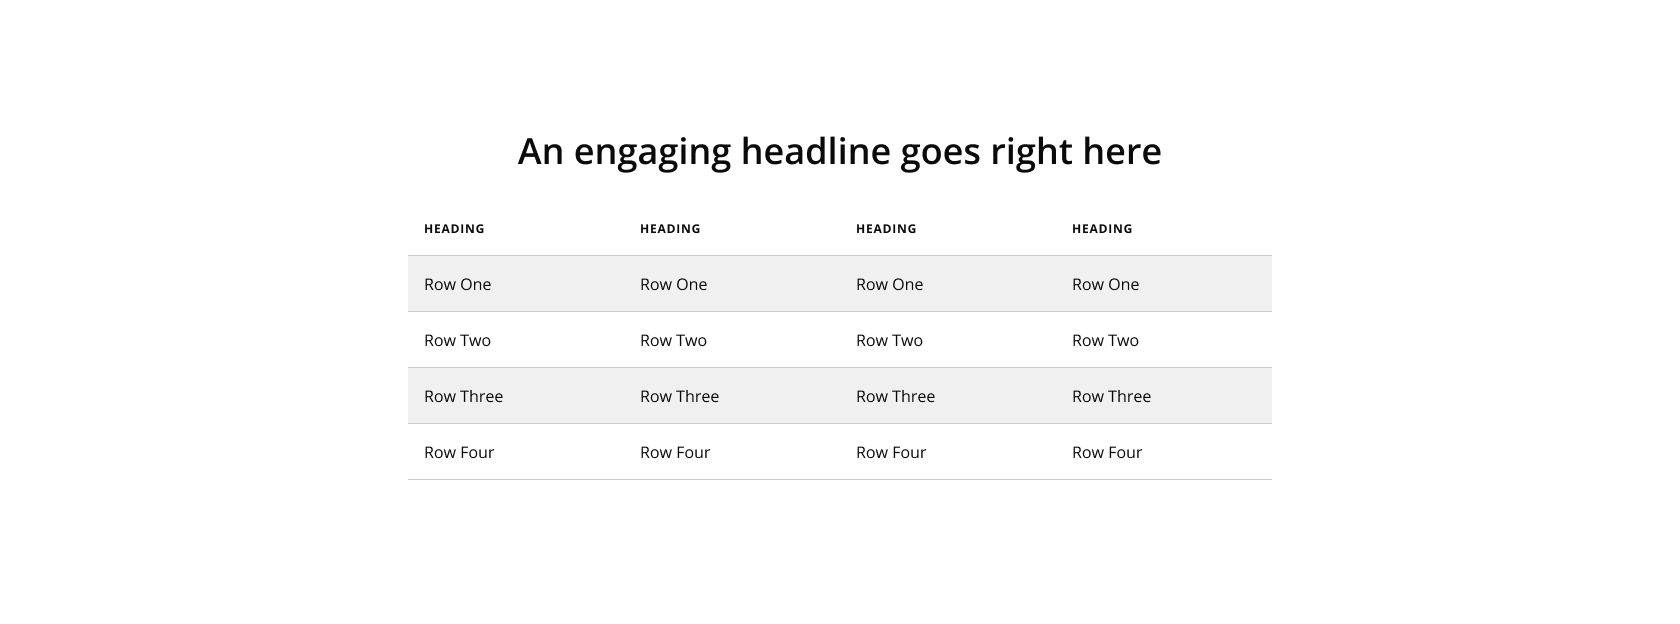 An engaging headline goes right here
HEADING HEADING HEADING HEADING
Row One Row One Row One Row One
Row Two Row Two Row Two Row Two
Row Three Row Three Row Three Row Three
Row Four Row Four Row Four Row Four